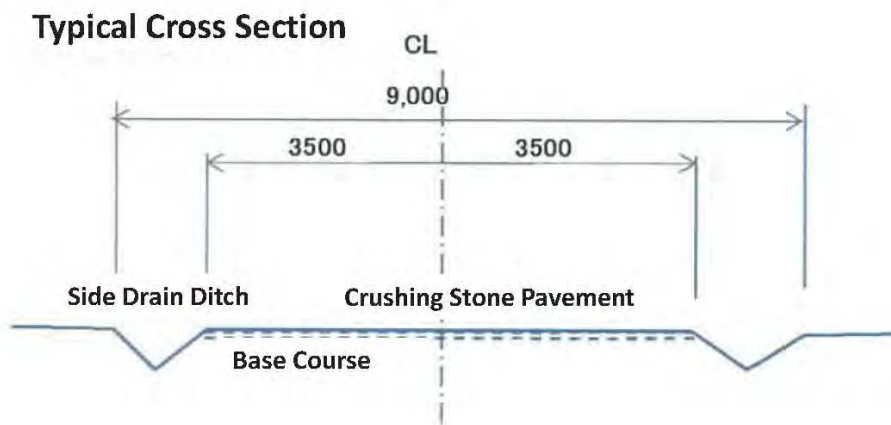 Typical Cross Section
CL
9,000
3500 3500
Side Drain Ditch Crushing Stone Pavement
Base Course